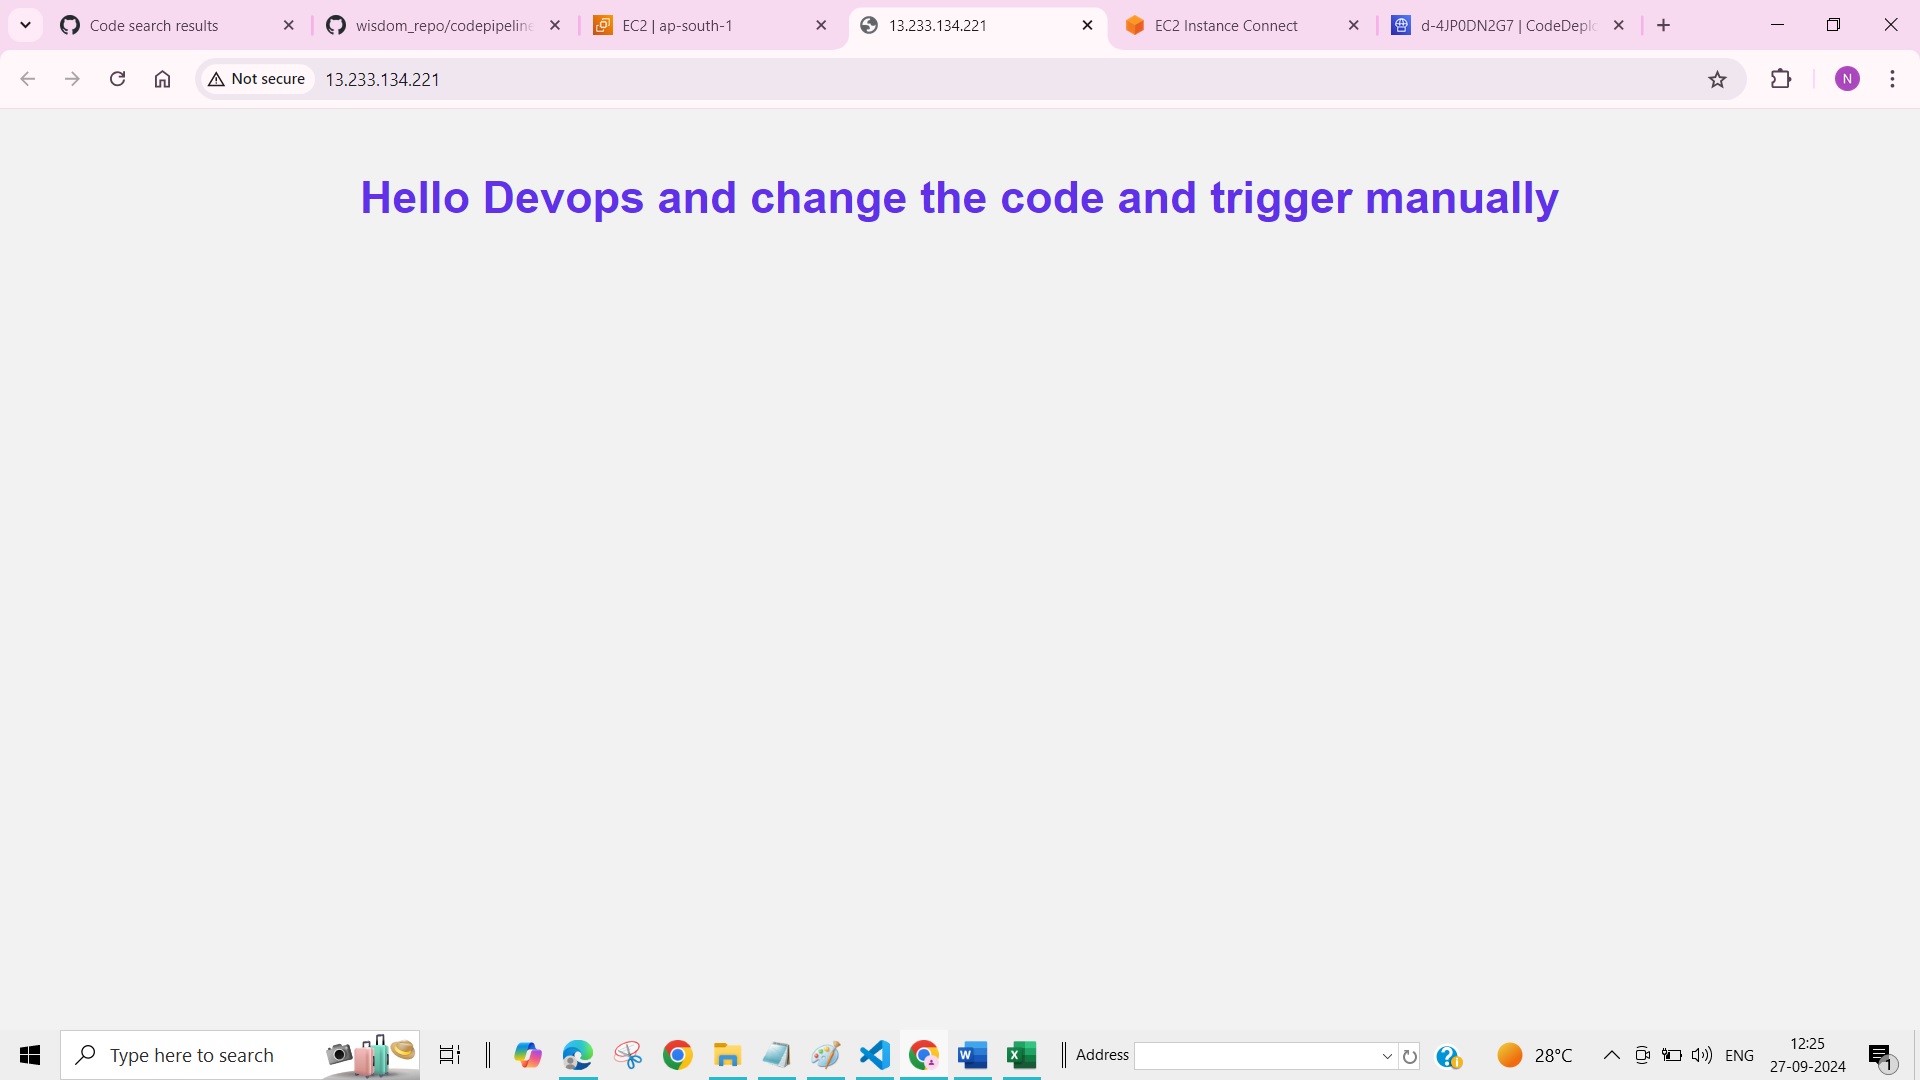 Code search results
wisdom_repo/codepipeline
EC2 | ap-south-1
13.233.134.221
EC2 Instance Connect
d-4JP0DN2G7 | CodeDeplo
Not secure
13.233.134.221
N
Hello Devops and change the code and trigger manually
Type here to search
Address
28°C
ENG
12:25
27-09-2024
1